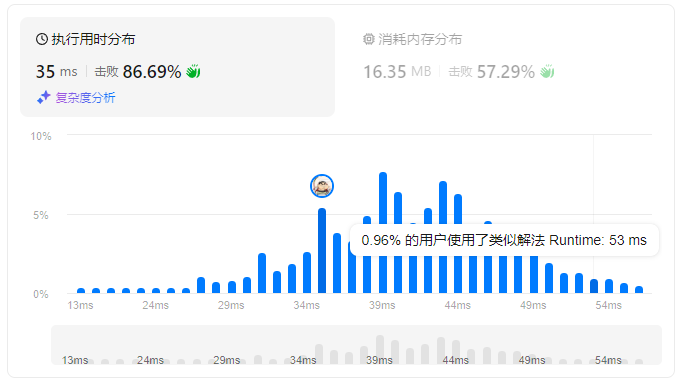 执行用时分布
35 ms 击败 86.69%
复杂度分析
消耗内存分布
16.35 MB 击败 57.29%
10%
5%
0%
0.96% 的用户使用了类似解法 Runtime: 53 ms
13ms 24ms 29ms 34ms 39ms 44ms 49ms 54ms
13ms 24ms 29ms 34ms 39ms 44ms 49ms 54ms